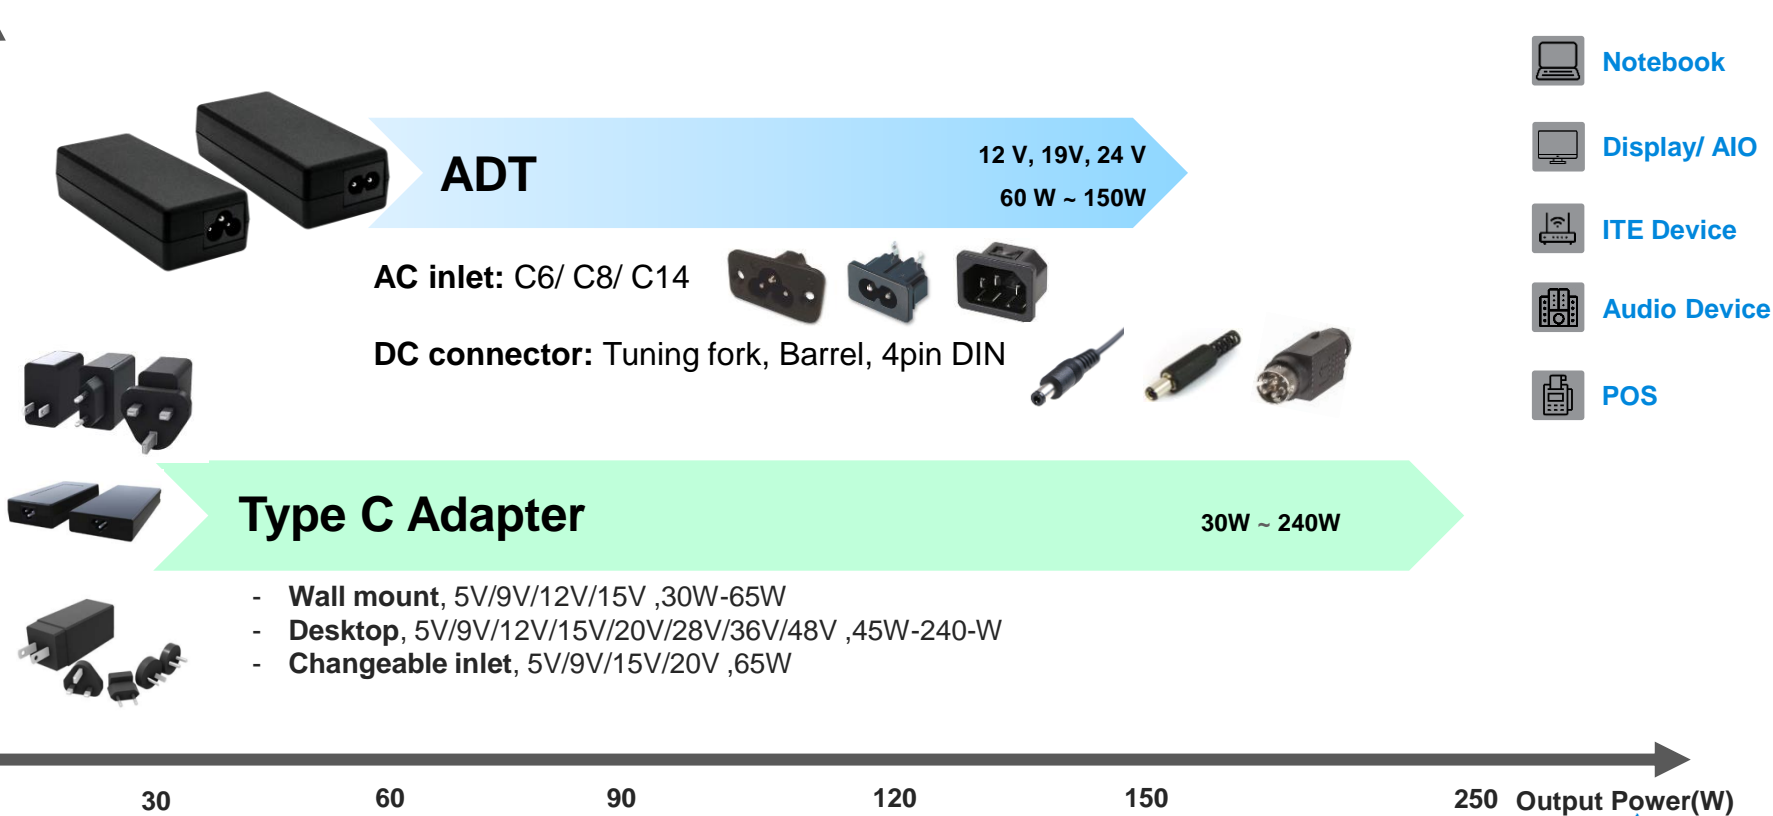 ADT
12 V, 19V, 24 V
60 W ~ 150W
AC inlet: C6/ C8/ C14
DC connector: Tuning fork, Barrel, 4pin DIN
Type C Adapter
30W ~ 240W
- Wall mount, 5V/9V/12V/15V ,30W-65W
- Desktop, 5V/9V/12V/15V/20V/28V/36V/48V ,45W-240-W
- Changeable inlet, 5V/9V/15V/20V ,65W
Notebook
Display/ AIO
ITE Device
Audio Device
POS
30 60 90 120 150 250 Output Power(W)